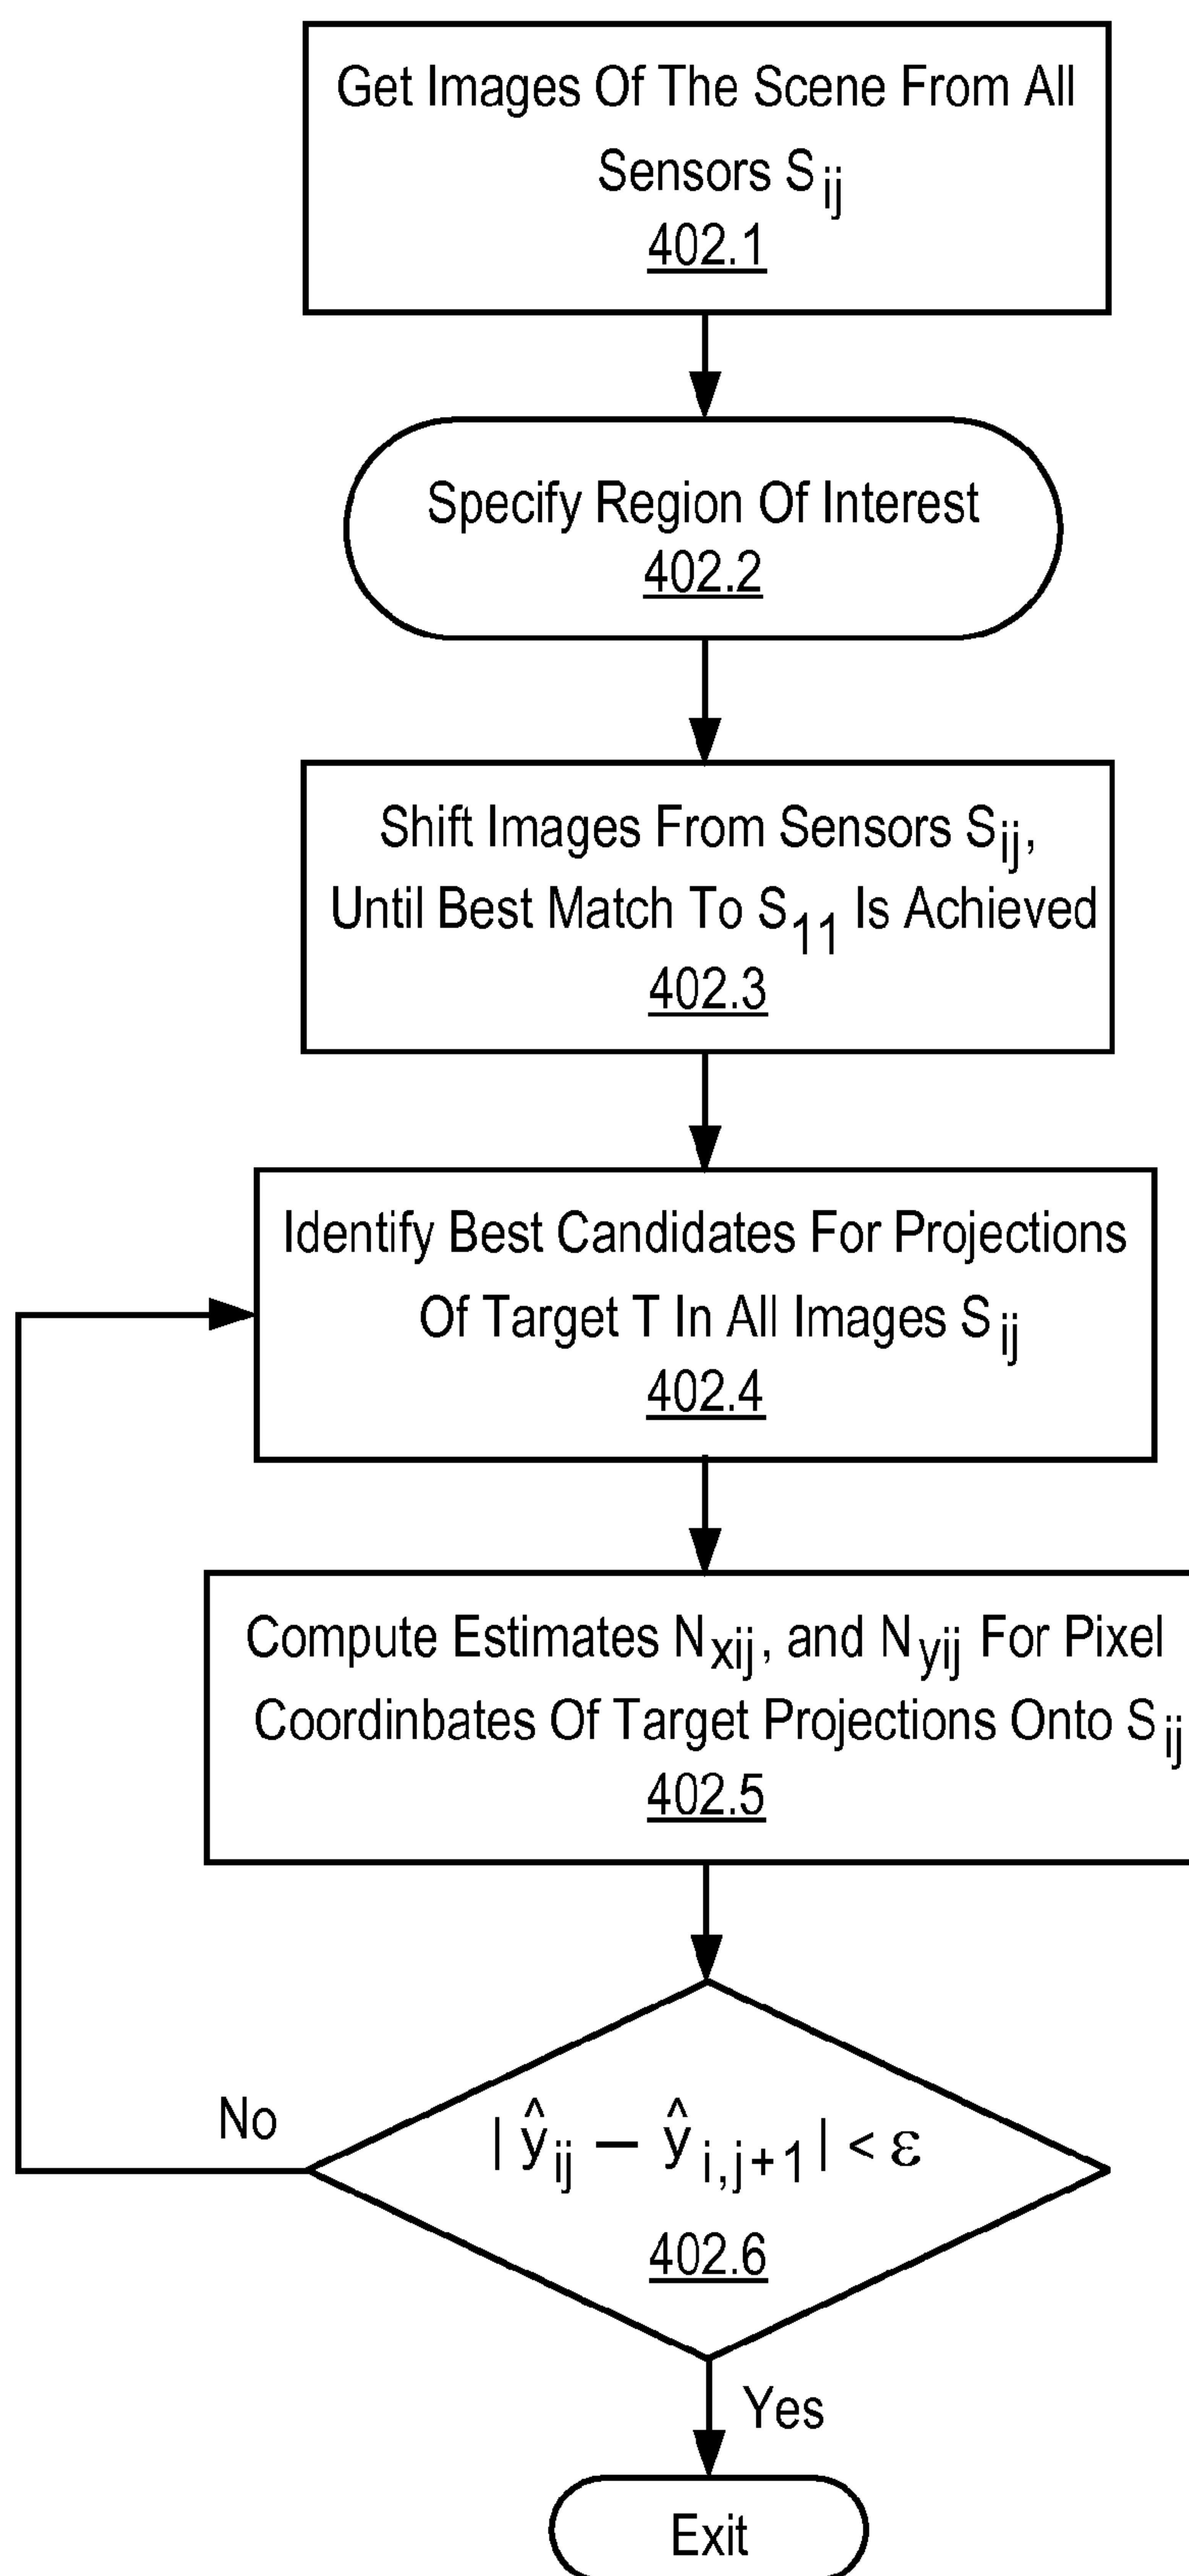 Get Images Of The Scene From All
Sensors S ij
402.1
Specify Region Of Interest
402.2
Shift Images From Sensors Sij,
Until Best Match To S11 Is Achieved
402.3
Identify Best Candidates For Projections
Of Target T In All Images S ij
402.4
Compute Estimates Nxij, and Nyij For Pixel
Coordinbates Of Target Projections Onto S ij
402.5
No
| ŷij — ŷi,j+1 | < ε
402.6
Yes
Exit